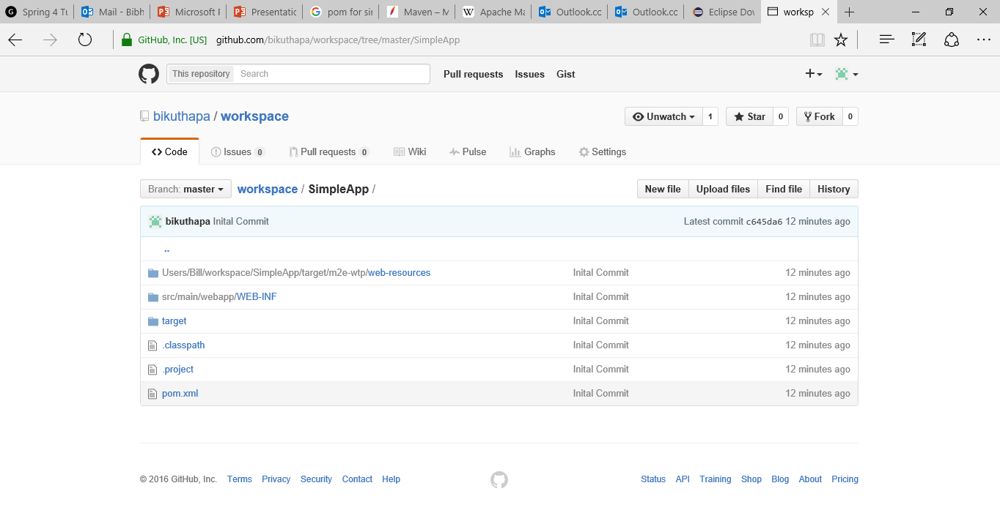 Spring 4 Tu Mail - Bibh Microsoft P Presentatic pom for sin Maven – M Apache Ma Outlook.cc Outlook.cc Eclipse Dov worksp
GitHub, Inc. [US] github.com/bikuthapa/workspace/tree/master/SimpleApp
This repository Search Pull requests Issues Gist
bikuthapa / workspace Unwatch 1 Star 0 Fork 0
Code Issues 0 Pull requests 0 Wiki Pulse Graphs Settings
Branch: master workspace / SimpleApp / New file Upload files Find file History
bikuthapa Inital Commit Latest commit c645da6 12 minutes ago
..
Users/Bill/workspace/SimpleApp/target/m2e-wtp/web-resources Inital Commit 12 minutes ago
src/main/webapp/WEB-INF Inital Commit 12 minutes ago
target Inital Commit 12 minutes ago
.classpath Inital Commit 12 minutes ago
.project Inital Commit 12 minutes ago
pom.xml Inital Commit 12 minutes ago
© 2016 GitHub, Inc. Terms Privacy Security Contact Help Status API Training Shop Blog About Pricing